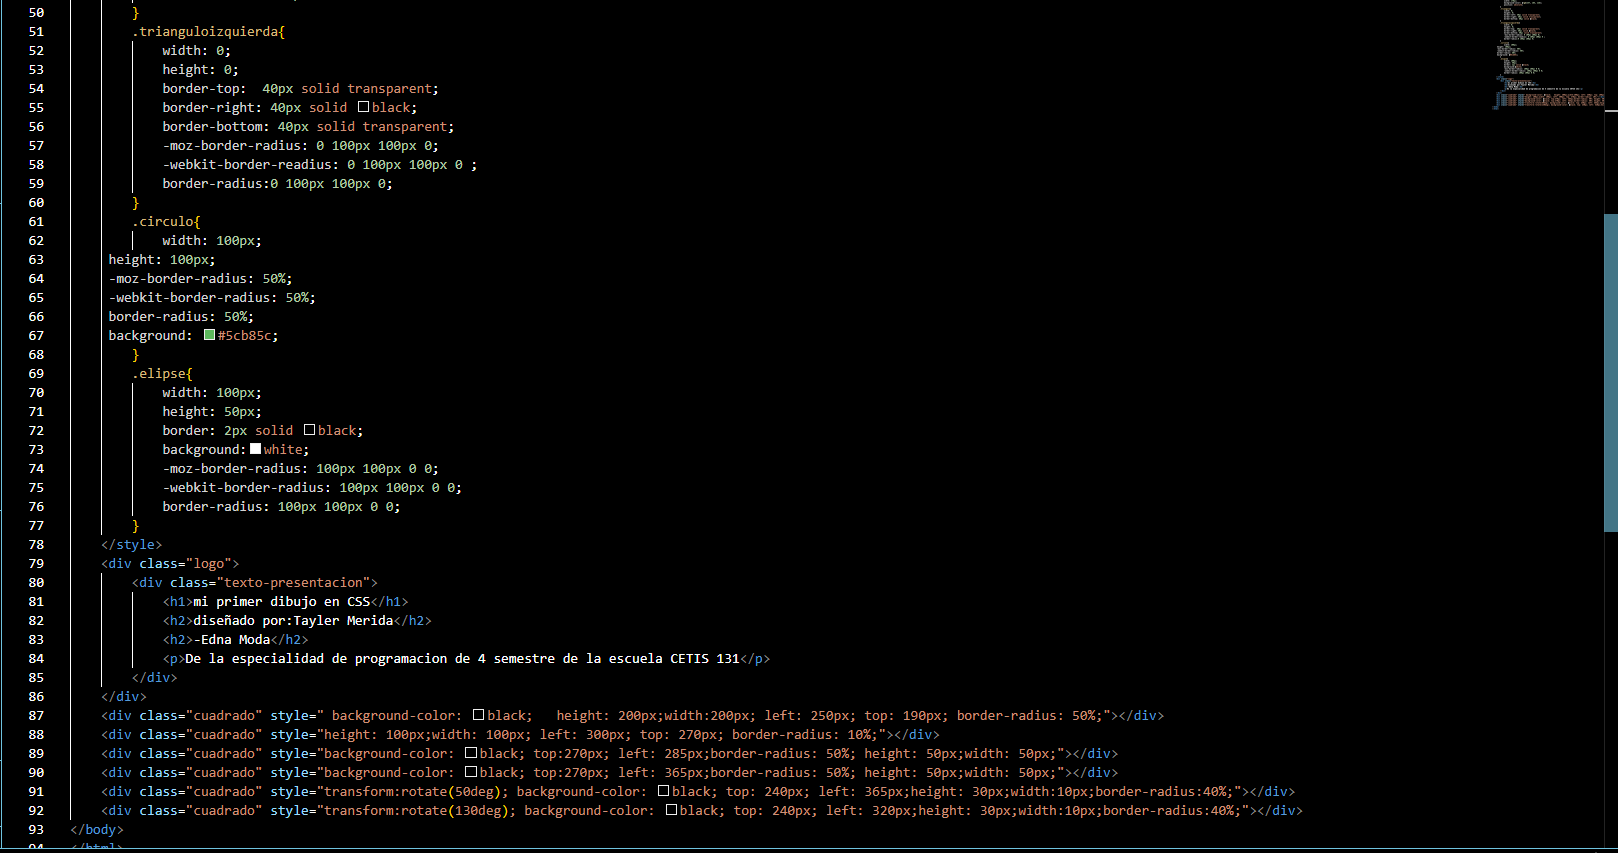 50 }
51 .trianguloizquierda{
52 width: 0;
53 height: 0;
54 border-top:  40px solid transparent;
55 border-right: 40px solid black;
56 border-bottom: 40px solid transparent;
57 -moz-border-radius: 0 100px 100px 0;
58 -webkit-border-readius: 0 100px 100px 0 ;
59 border-radius:0 100px 100px 0;
60 }
61 .circulo{
62 width: 100px;
63 height: 100px;
64 -moz-border-radius: 50%;
65 -webkit-border-radius: 50%;
66 border-radius: 50%;
67 background: #5cb85c;
68 }
69 .elipse{
70 width: 100px;
71 height: 50px;
72 border: 2px solid black;
73 background:white;
74 -moz-border-radius: 100px 100px 0 0;
75 -webkit-border-radius: 100px 100px 0 0;
76 border-radius: 100px 100px 0 0;
77 }
78 </style>
79 <div class="logo">
80 <div class="texto-presentacion">
81 <h1>mi primer dibujo en CSS</h1>
82 <h2>diseñado por:Tayler Merida</h2>
83 <h2>-Edna Moda</h2>
84 <p>De la especialidad de programacion de 4 semestre de la escuela CETIS 131</p>
85 </div>
86 </div>
87 <div class="cuadrado" style=" background-color: black;   height: 200px;width:200px; left: 250px; top: 190px; border-radius: 50%;"></div>
88 <div class="cuadrado" style="height: 100px;width: 100px; left: 300px; top: 270px; border-radius: 10%;"></div>
89 <div class="cuadrado" style="background-color: black; top:270px; left: 285px;border-radius: 50%; height: 50px;width: 50px;"></div>
90 <div class="cuadrado" style="background-color: black; top:270px; left: 365px;border-radius: 50%; height: 50px;width: 50px;"></div>
91 <div class="cuadrado" style="transform:rotate(50deg); background-color: black; top: 240px; left: 365px;height: 30px;width:10px;border-radius:40%;"></div>
92 <div class="cuadrado" style="transform:rotate(130deg); background-color: black; top: 240px; left: 320px;height: 30px;width:10px;border-radius:40%;"></div>
93 </body>
94 </html>